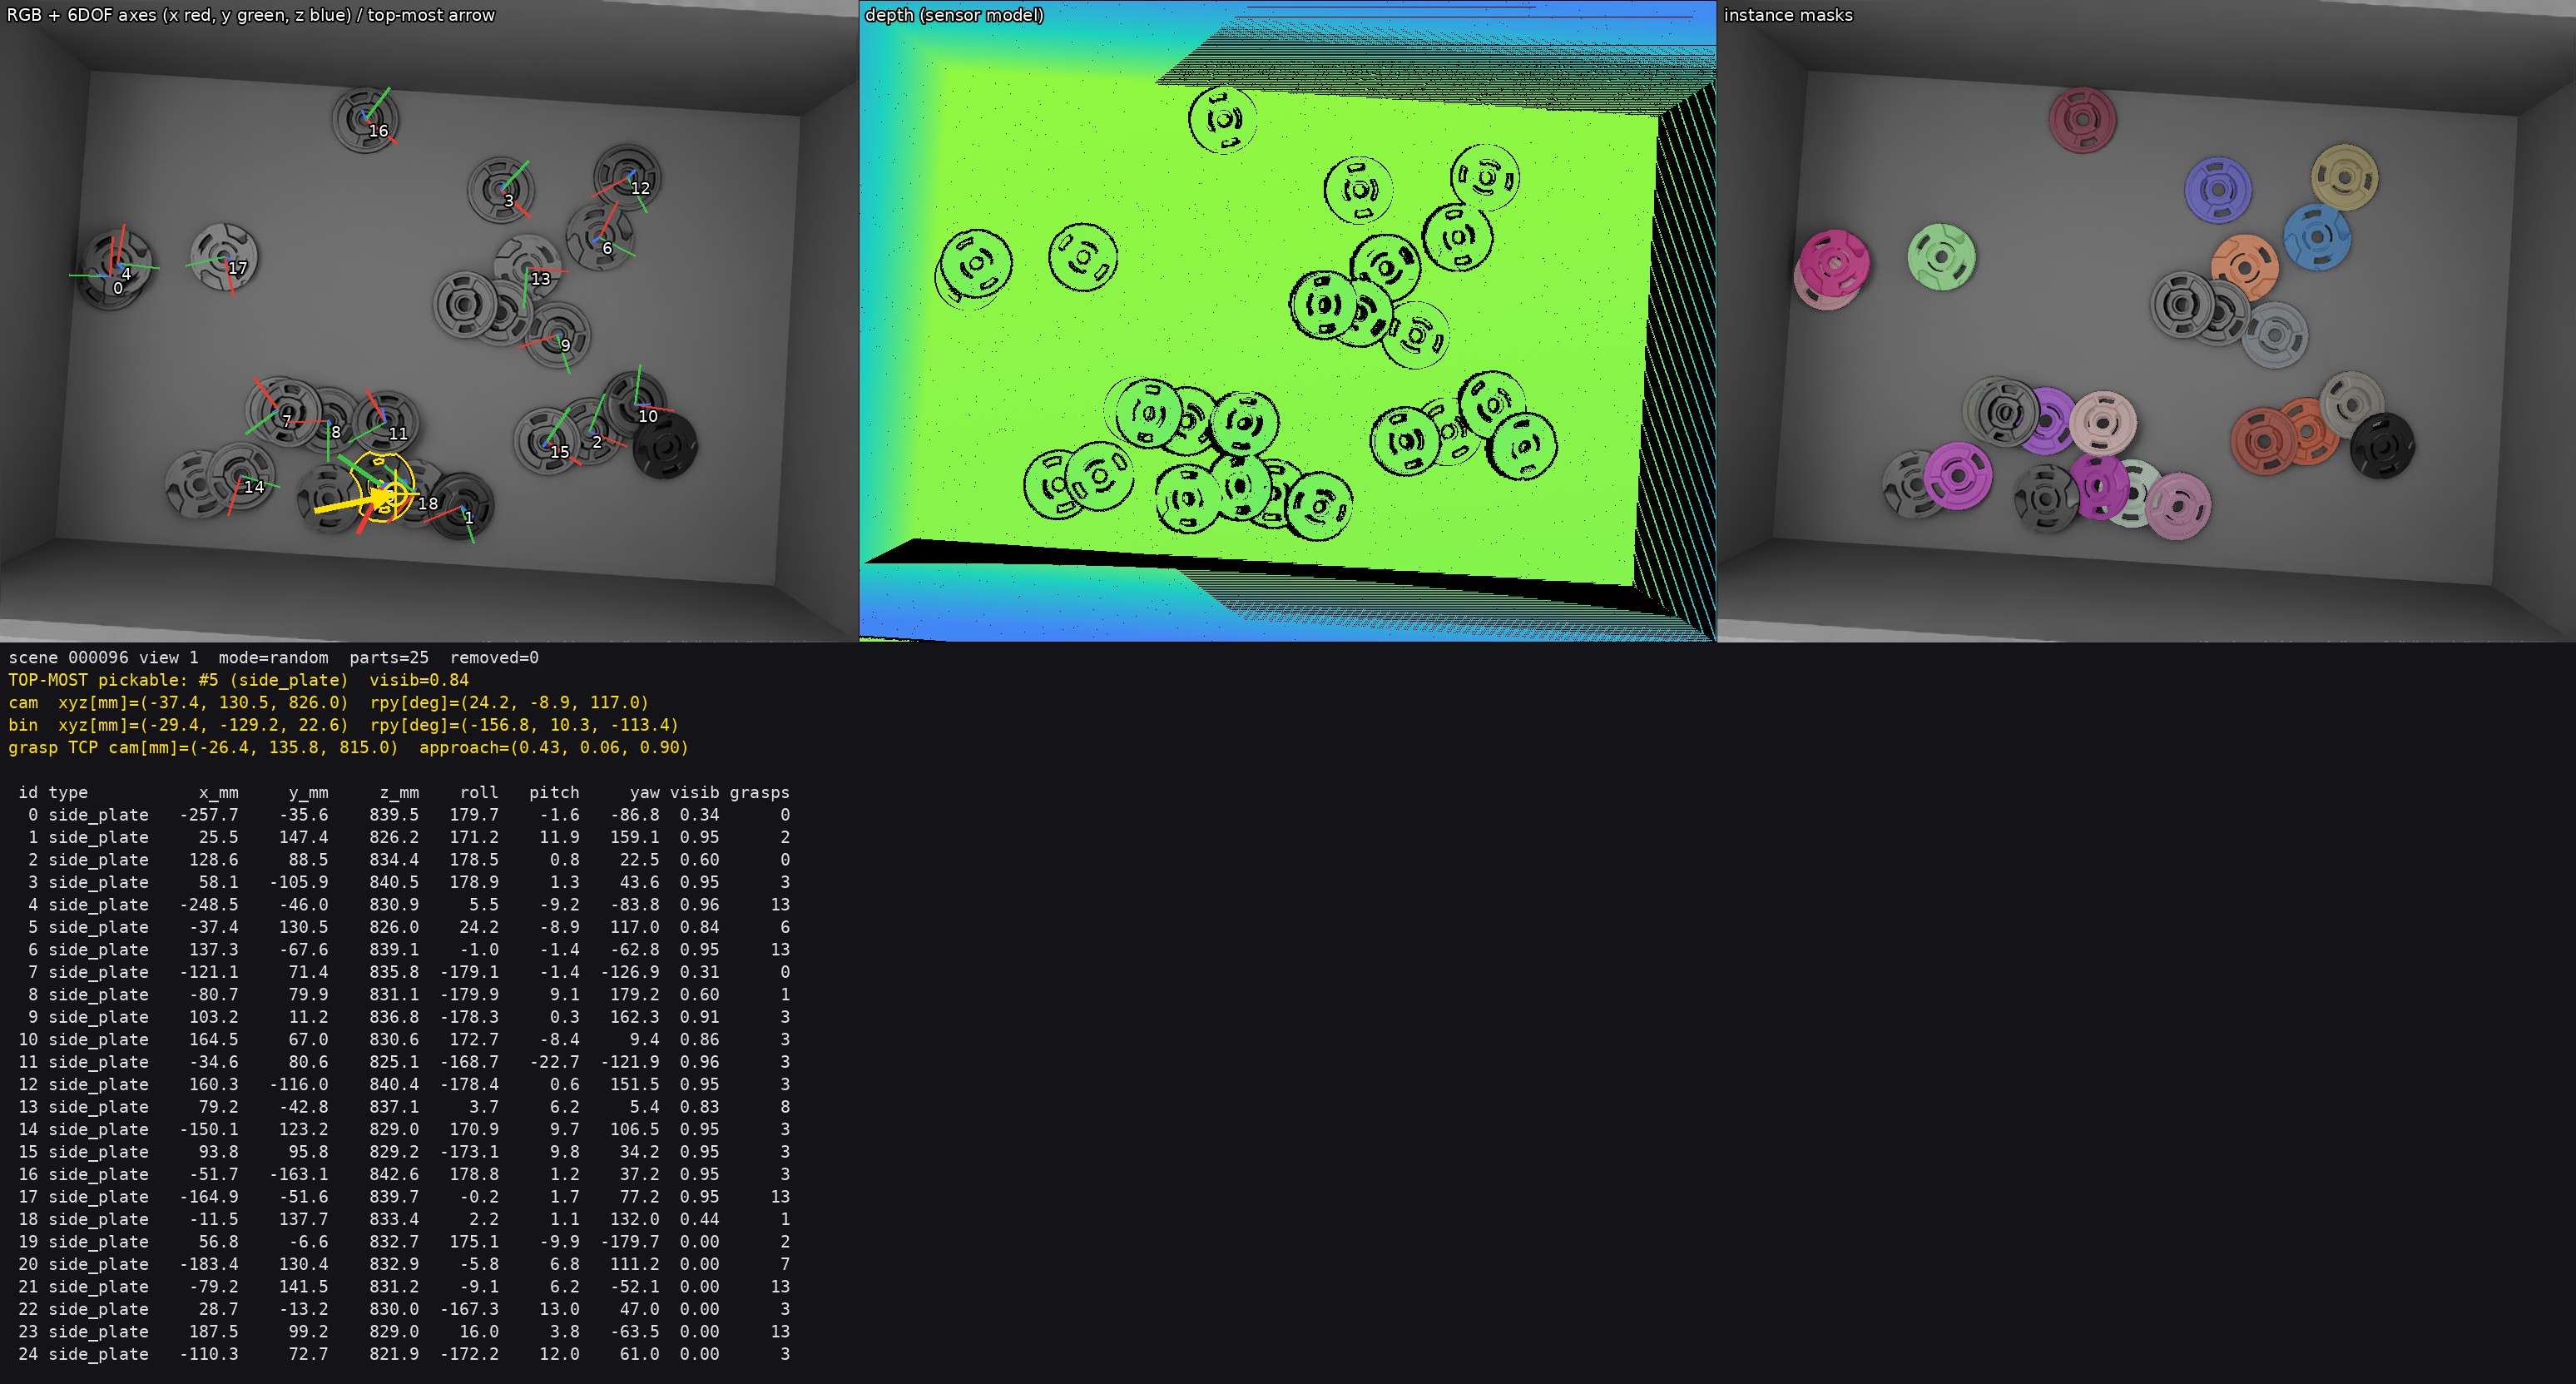 RGB + 6DOF axes (x red, y green, z blue) / top-most arrow
depth (sensor model)
instance masks
16
3
12
6
4
0
17
13
9
7
8
11
10
15
2
14
18
1
scene 000096 view 1 mode=random parts=25 removed=0
TOP-MOST pickable: #5 (side_plate) visib=0.84
cam xyz[mm]=(-37.4, 130.5, 826.0) rpy[deg]=(24.2, -8.9, 117.0)
bin xyz[mm]=(-29.4, -129.2, 22.6) rpy[deg]=(-156.8, 10.3, -113.4)
grasp TCP cam[mm]=(-26.4, 135.8, 815.0) approach=(0.43, 0.06, 0.90)
id type x_mm y_mm z_mm roll pitch yaw visib grasps
0 side_plate -257.7 -35.6 839.5 179.7 -1.6 -86.8 0.34 0
1 side_plate 25.5 147.4 826.2 171.2 11.9 159.1 0.95 2
2 side_plate 128.6 88.5 834.4 178.5 0.8 22.5 0.60 0
3 side_plate 58.1 -105.9 840.5 178.9 1.3 43.6 0.95 3
4 side_plate -248.5 -46.0 830.9 5.5 -9.2 -83.8 0.96 13
5 side_plate -37.4 130.5 826.0 24.2 -8.9 117.0 0.84 6
6 side_plate 137.3 -67.6 839.1 -1.0 -1.4 -62.8 0.95 13
7 side_plate -121.1 71.4 835.8 -179.1 -1.4 -126.9 0.31 0
8 side_plate -80.7 79.9 831.1 -179.9 9.1 179.2 0.60 1
9 side_plate 103.2 11.2 836.8 -178.3 0.3 162.3 0.91 3
10 side_plate 164.5 67.0 830.6 172.7 -8.4 9.4 0.86 3
11 side_plate -34.6 80.6 825.1 -168.7 -22.7 -121.9 0.96 3
12 side_plate 160.3 -116.0 840.4 -178.4 0.6 151.5 0.95 3
13 side_plate 79.2 -42.8 837.1 3.7 6.2 5.4 0.83 8
14 side_plate -150.1 123.2 829.0 170.9 9.7 106.5 0.95 3
15 side_plate 93.8 95.8 829.2 -173.1 9.8 34.2 0.95 3
16 side_plate -51.7 -163.1 842.6 178.8 1.2 37.2 0.95 3
17 side_plate -164.9 -51.6 839.7 -0.2 1.7 77.2 0.95 13
18 side_plate -11.5 137.7 833.4 2.2 1.1 132.0 0.44 1
19 side_plate 56.8 -6.6 832.7 175.1 -9.9 -179.7 0.00 2
20 side_plate -183.4 130.4 832.9 -5.8 6.8 111.2 0.00 7
21 side_plate -79.2 141.5 831.2 -9.1 6.2 -52.1 0.00 13
22 side_plate 28.7 -13.2 830.0 -167.3 13.0 47.0 0.00 3
23 side_plate 187.5 99.2 829.0 16.0 3.8 -63.5 0.00 13
24 side_plate -110.3 72.7 821.9 -172.2 12.0 61.0 0.00 3